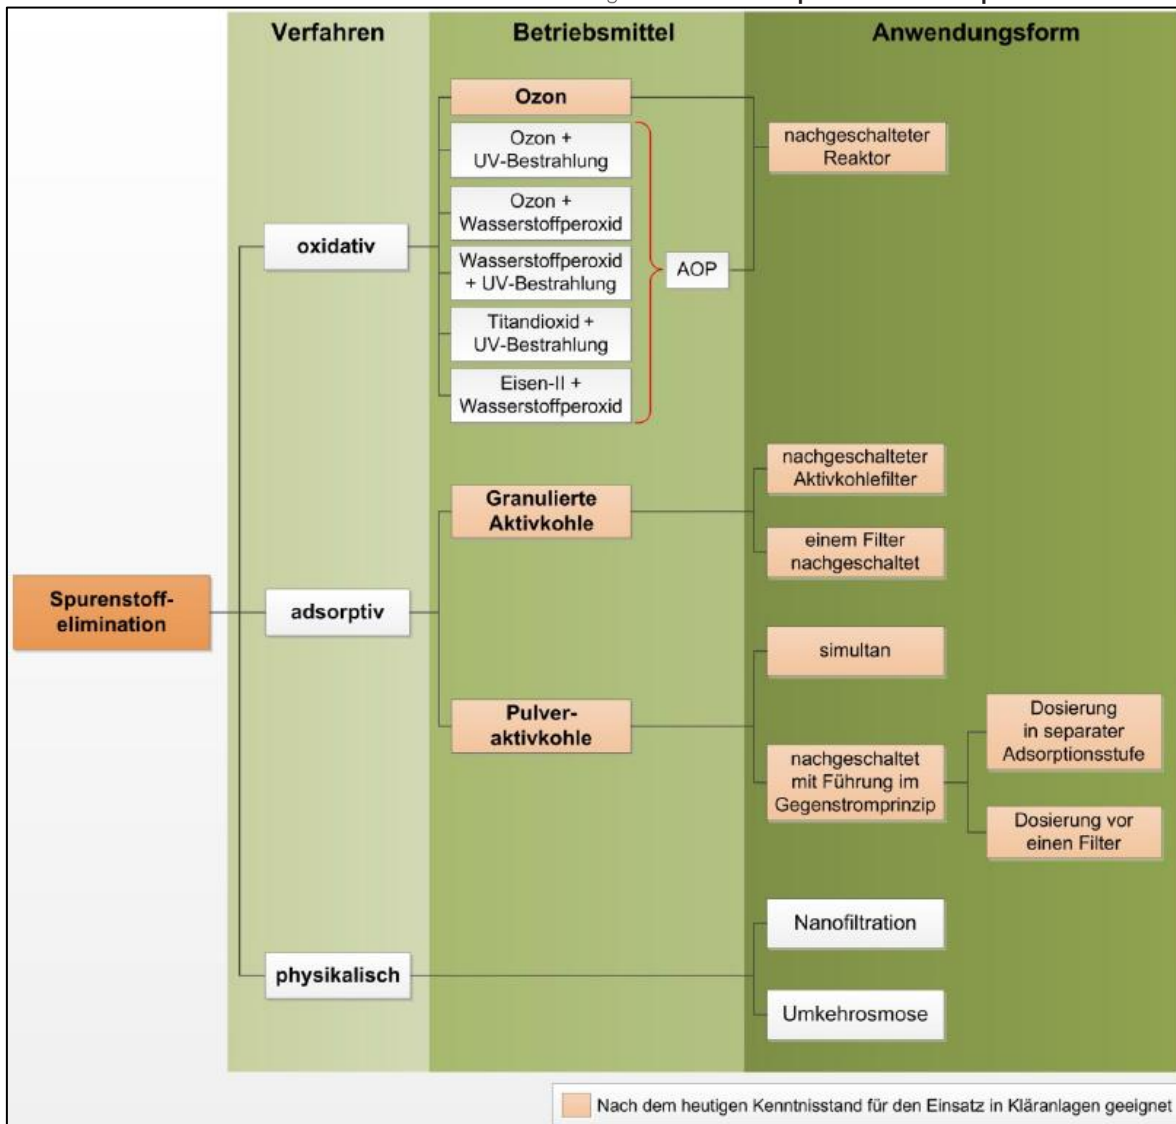 Verfahren
Betriebsmittel
Anwendungsform
Ozon
Ozon +
UV-Bestrahlung
Ozon +
Wasserstoffperoxid
Wasserstoffperoxid
+ UV-Bestrahlung
Titandioxid +
UV-Bestrahlung
Eisen-II +
Wasserstoffperoxid
AOP
nachgeschalteter
Reaktor
oxidativ
Granulierte
Aktivkohle
nachgeschalteter
Aktivkohlefilter
einem Filter
nachgeschaltet
Spurenstoff-
elimination
adsorptiv
simultan
Pulver-
aktivkohle
nachgeschaltet
mit Führung im
Gegenstromprinzip
Dosierung
in separater
Adsorptionsstufe
Dosierung vor
einen Filter
physikalisch
Nanofiltration
Umkehrosmose
Nach dem heutigen Kenntnisstand für den Einsatz in Kläranlagen geeignet